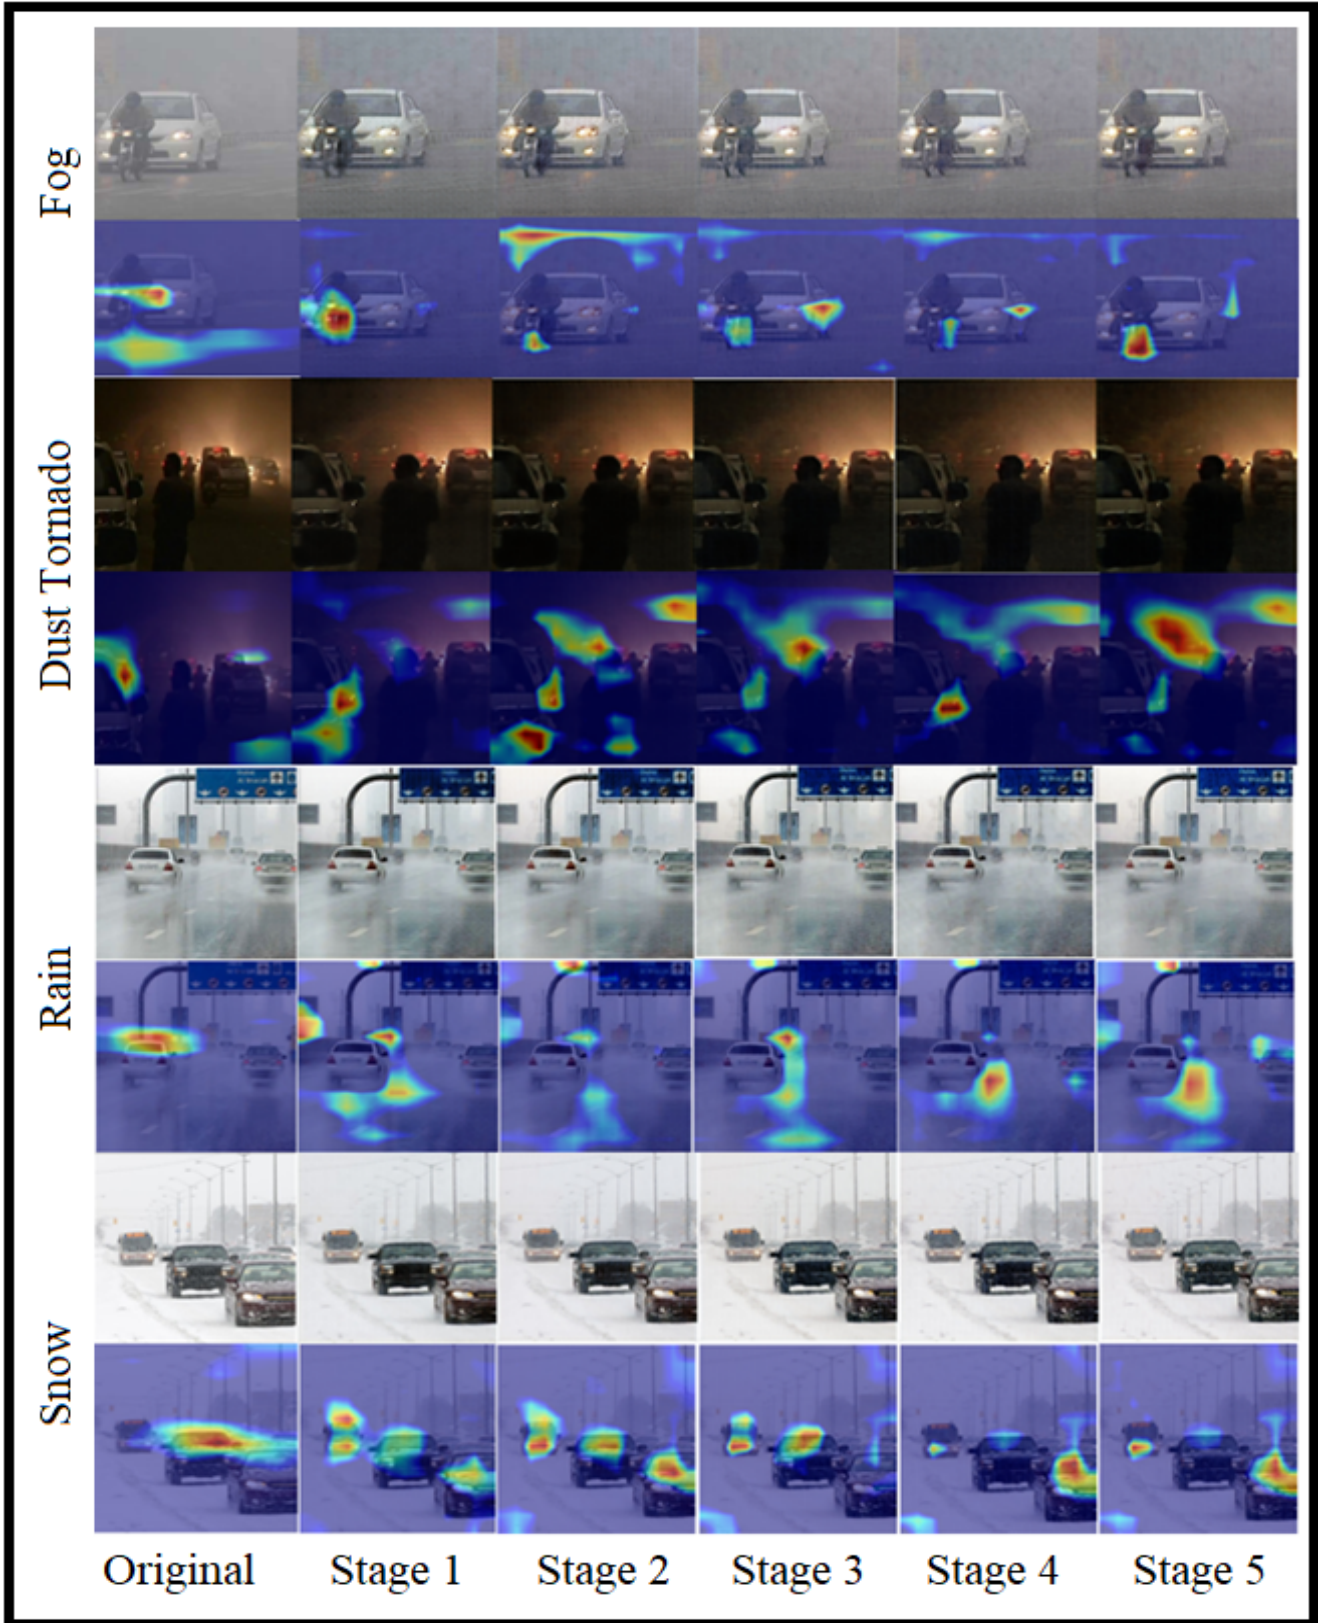 Fog
Dust Tornado
Rain
Snow
Original
Stage 1
Stage 2
Stage 3
Stage 4
Stage 5